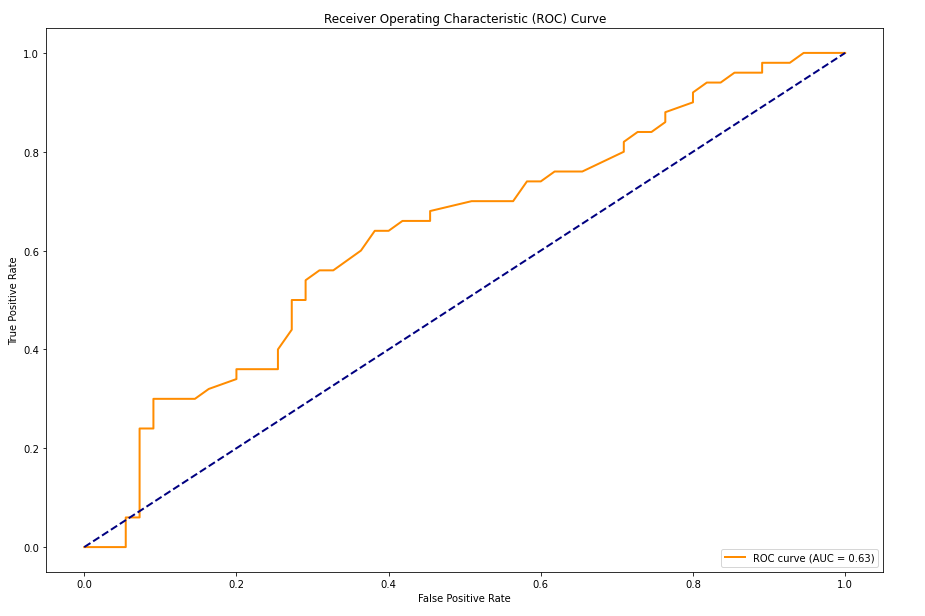 Receiver Operating Characteristic (ROC) Curve
1.0
0.8
0.6
0.4
0.2
0.0
True Positive Rate
ROC curve (AUC = 0.63)
0.0 0.2 0.4 0.6 0.8 1.0
False Positive Rate